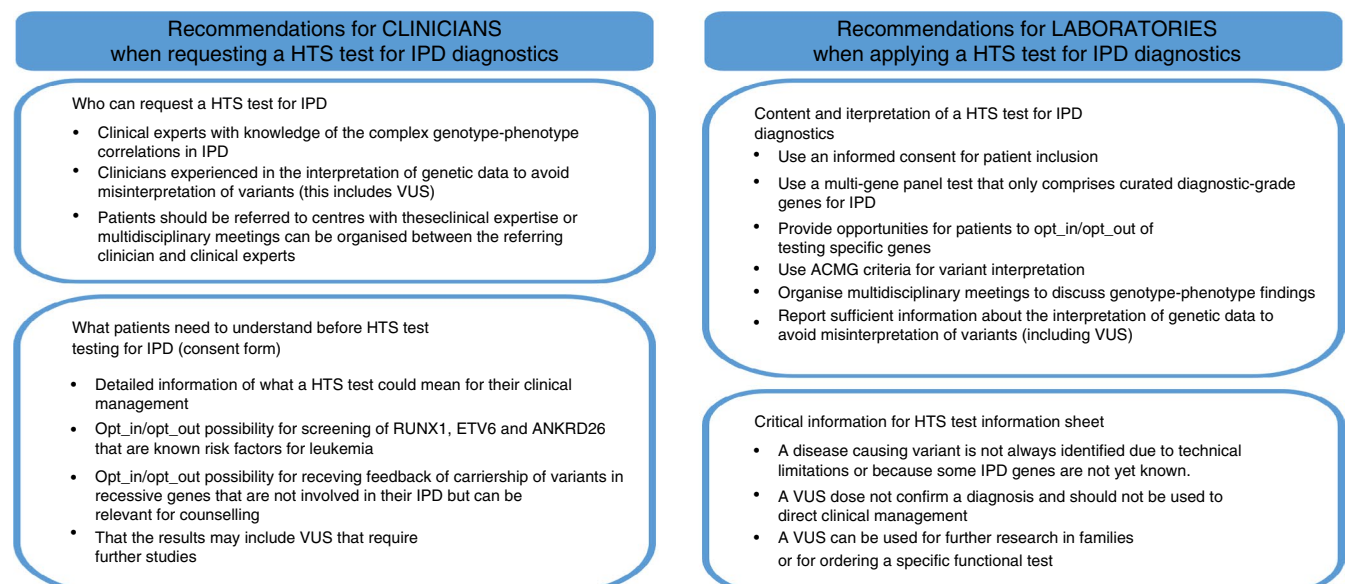 Recommendations for CLINICIANS
when requesting a HTS test for IPD diagnostics
Who can request a HTS test for IPD
• Clinical experts with knowledge of the complex genotype-phenotype
correlations in IPD
• Clinicians experienced in the interpretation of genetic data to avoid
misinterpretation of variants (this includes VUS)
• Patients should be referred to centres with theseclinical expertise or
multidisciplinary meetings can be organised between the referring
clinician and clinical experts
What patients need to understand before HTS test
testing for IPD (consent form)
• Detailed information of what a HTS test could mean for their clinical
management
• Opt_in/opt_out possibility for screening of RUNX1, ETV6 and ANKRD26
that are known risk factors for leukemia
• Opt_in/opt_out possibility for receving feedback of carriership of variants in
recessive genes that are not involved in their IPD but can be
relevant for counselling
• That the results may include VUS that require
further studies
Recommendations for LABORATORIES
when applying a HTS test for IPD diagnostics
Content and iterpretation of a HTS test for IPD
diagnostics
• Use an informed consent for patient inclusion
• Use a multi-gene panel test that only comprises curated diagnostic-grade
genes for IPD
• Provide opportunities for patients to opt_in/opt_out of
testing specific genes
• Use ACMG criteria for variant interpretation
• Organise multidisciplinary meetings to discuss genotype-phenotype findings
• Report sufficient information about the interpretation of genetic data to
avoid misinterpretation of variants (including VUS)
Critical information for HTS test information sheet
• A disease causing variant is not always identified due to technical
limitations or because some IPD genes are not yet known.
• A VUS dose not confirm a diagnosis and should not be used to
direct clinical management
• A VUS can be used for further research in families
or for ordering a specific functional test